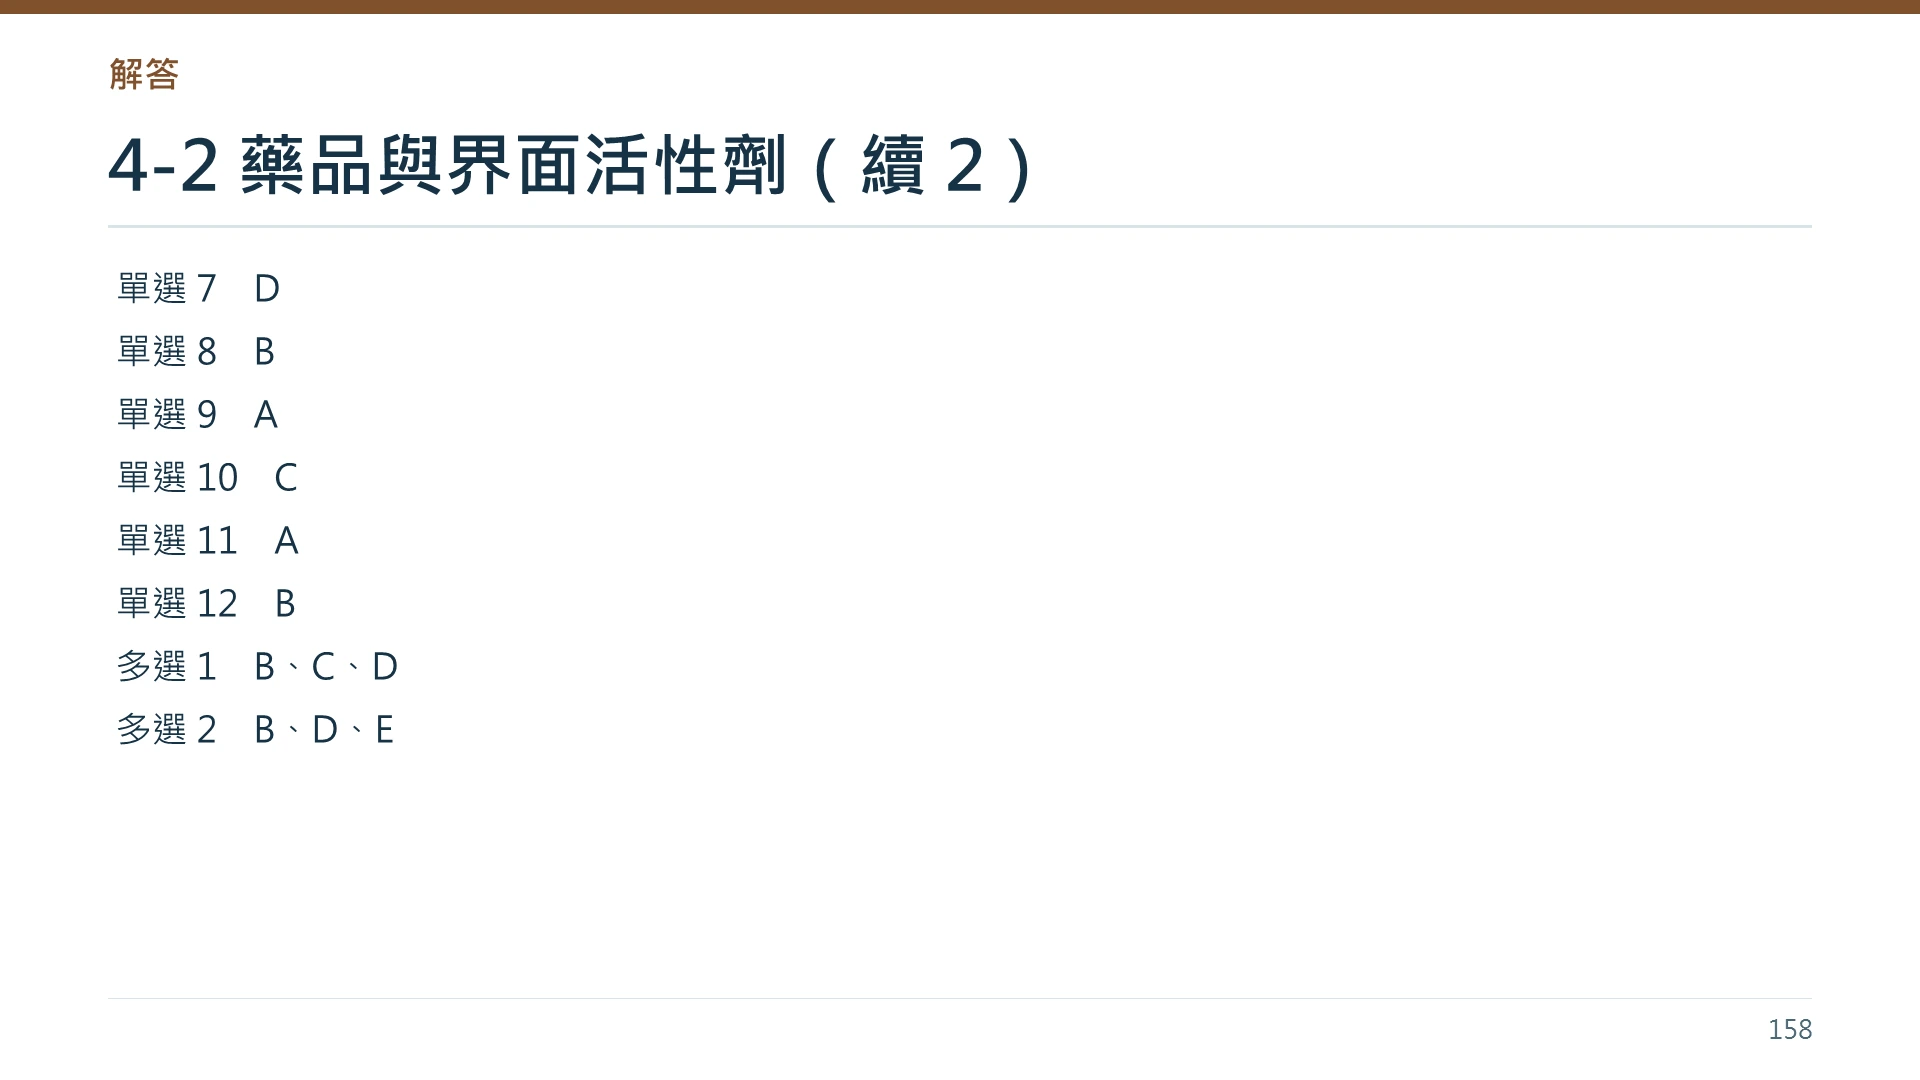 解答
4-2 藥品與界面活性劑（續 2）
單選 7　D
單選 8　B
單選 9　A
單選 10　C
單選 11　A
單選 12　B
多選 1　B、C、D
多選 2　B、D、E
158